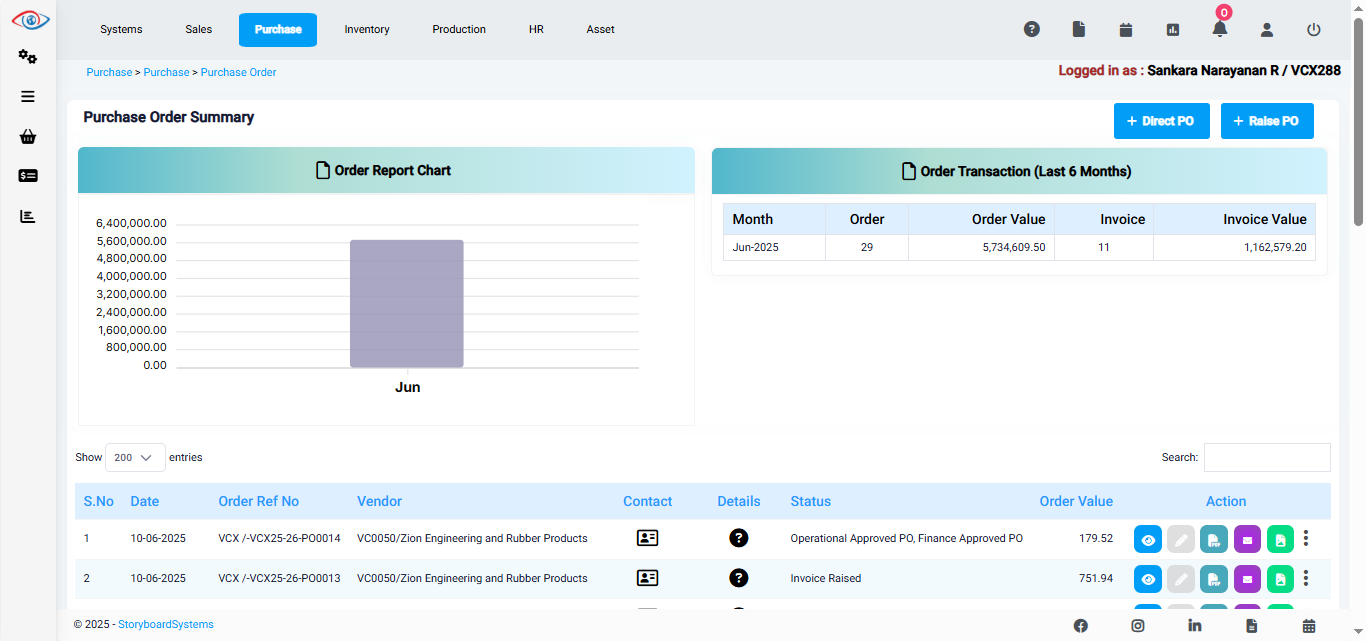 Systems Sales Purchase Inventory Production HR Asset 0
Purchase > Purchase > Purchase Order
Logged in as : Sankara Narayanan R / VCX288
Purchase Order Summary
+ Direct PO + Raise PO
Order Report Chart
6,400,000.00
5,600,000.00
4,800,000.00
4,000,000.00
3,200,000.00
2,400,000.00
1,600,000.00
800,000.00
0.00
Jun
Order Transaction (Last 6 Months)
Month Order Order Value Invoice Invoice Value
Jun-2025 29 5,734,609.50 11 1,162,579.20
Show 200 entries
Search:
S.No Date Order Ref No Vendor Contact Details Status Order Value Action
1 10-06-2025 VCX /-VCX25-26-PO0014 VC0050/Zion Engineering and Rubber Products Operational Approved PO, Finance Approved PO 179.52
2 10-06-2025 VCX /-VCX25-26-PO0013 VC0050/Zion Engineering and Rubber Products Invoice Raised 751.94
© 2025 - StoryboardSystems